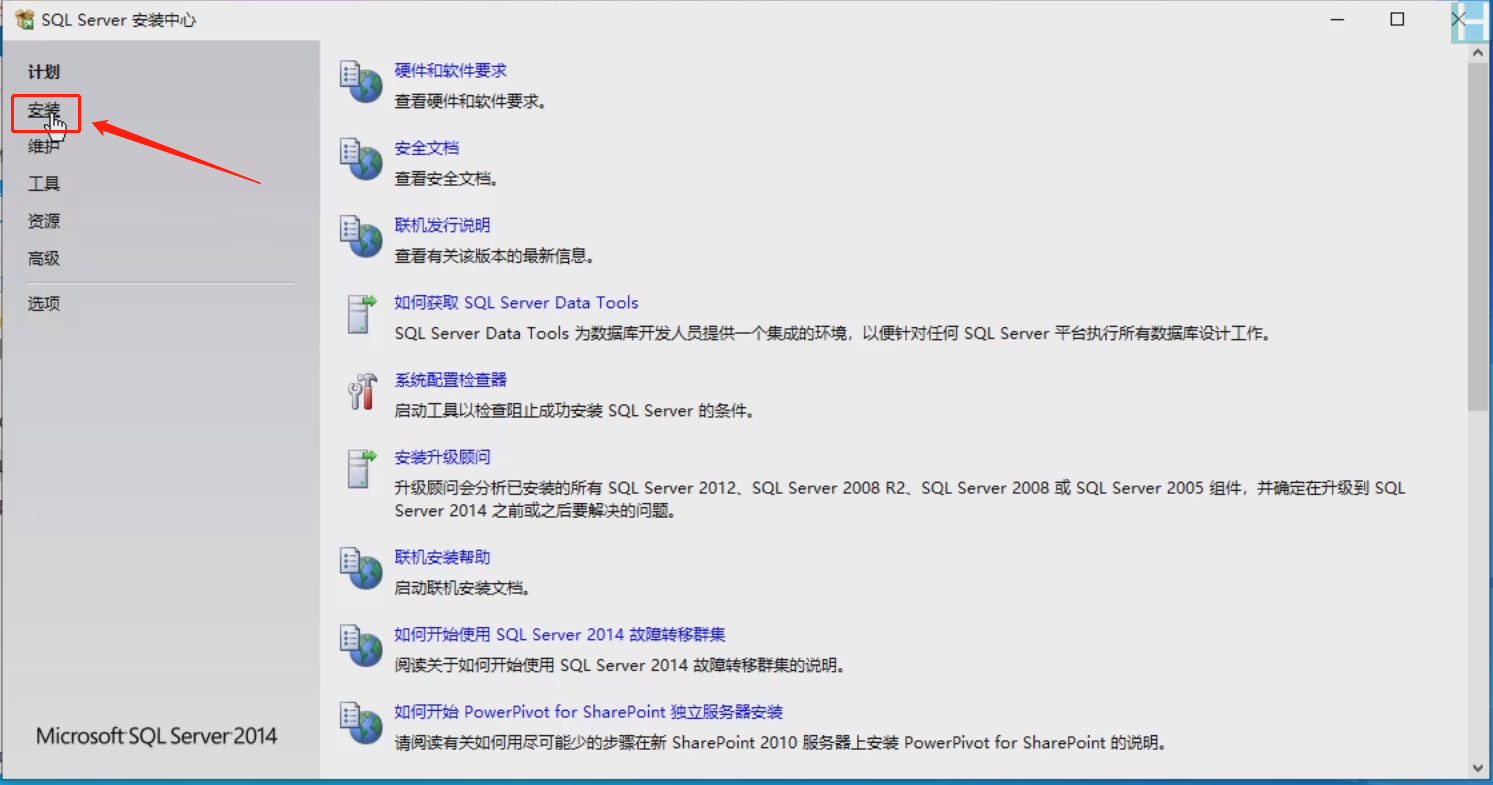 SQL Server 安装中心
计划
安装
维护
工具
资源
高级
选项
Microsoft SQL Server 2014
硬件和软件要求
查看硬件和软件要求。
安全文档
查看安全文档。
联机发行说明
查看有关该版本的最新信息。
如何获取 SQL Server Data Tools
SQL Server Data Tools 为数据库开发人员提供一个集成的环境，以便针对任何 SQL Server 平台执行所有数据库设计工作。
系统配置检查器
启动工具以检查阻止成功安装 SQL Server 的条件。
安装升级顾问
升级顾问会分析已安装的所有 SQL Server 2012、SQL Server 2008 R2、SQL Server 2008 或 SQL Server 2005 组件，并确定在升级到 SQL
Server 2014 之前或之后要解决的问题。
联机安装帮助
启动联机安装文档。
如何开始使用 SQL Server 2014 故障转移群集
阅读关于如何开始使用 SQL Server 2014 故障转移群集的说明。
如何开始 PowerPivot for SharePoint 独立服务器安装
请阅读有关如何用尽可能少的步骤在新 SharePoint 2010 服务器上安装 PowerPivot for SharePoint 的说明。